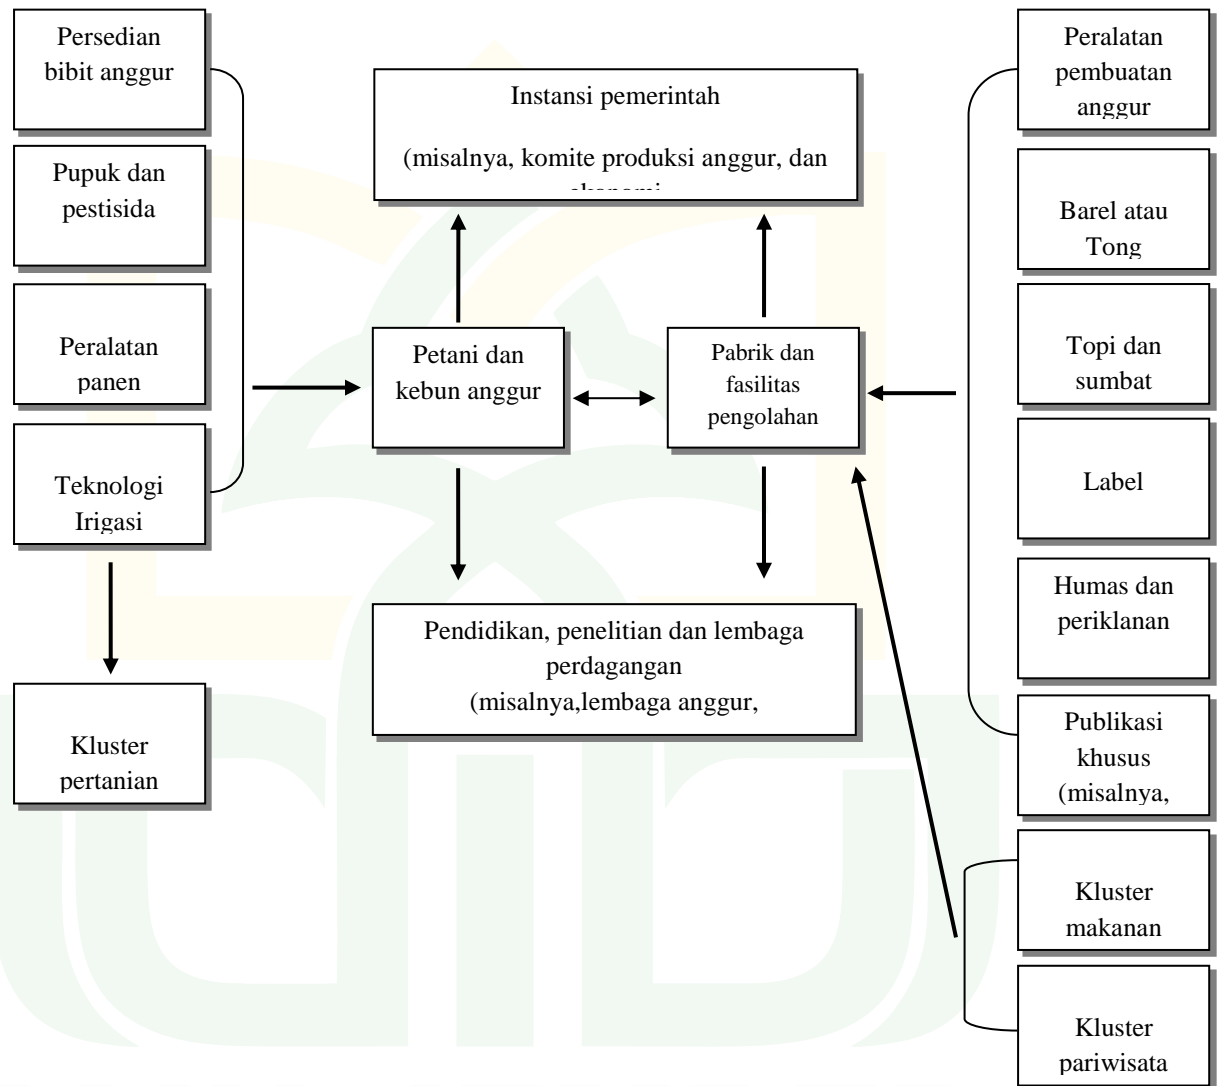 Persedian
bibit anggur
Pupuk dan
pestisida
Peralatan
panen
Teknologi
Irigasi
Kluster
pertanian
Instansi pemerintah
(misalnya, komite produksi anggur, dan
Petani dan
kebun anggur
Pabrik dan
fasilitas
pengolahan
Pendidikan, penelitian dan lembaga
perdagangan
(misalnya,lembaga anggur,
Peralatan
pembuatan
anggur
Barel atau
Tong
Topi dan
sumbat
Label
Humas dan
periklanan
Publikasi
khusus
(misalnya,
Kluster
makanan
Kluster
pariwisata